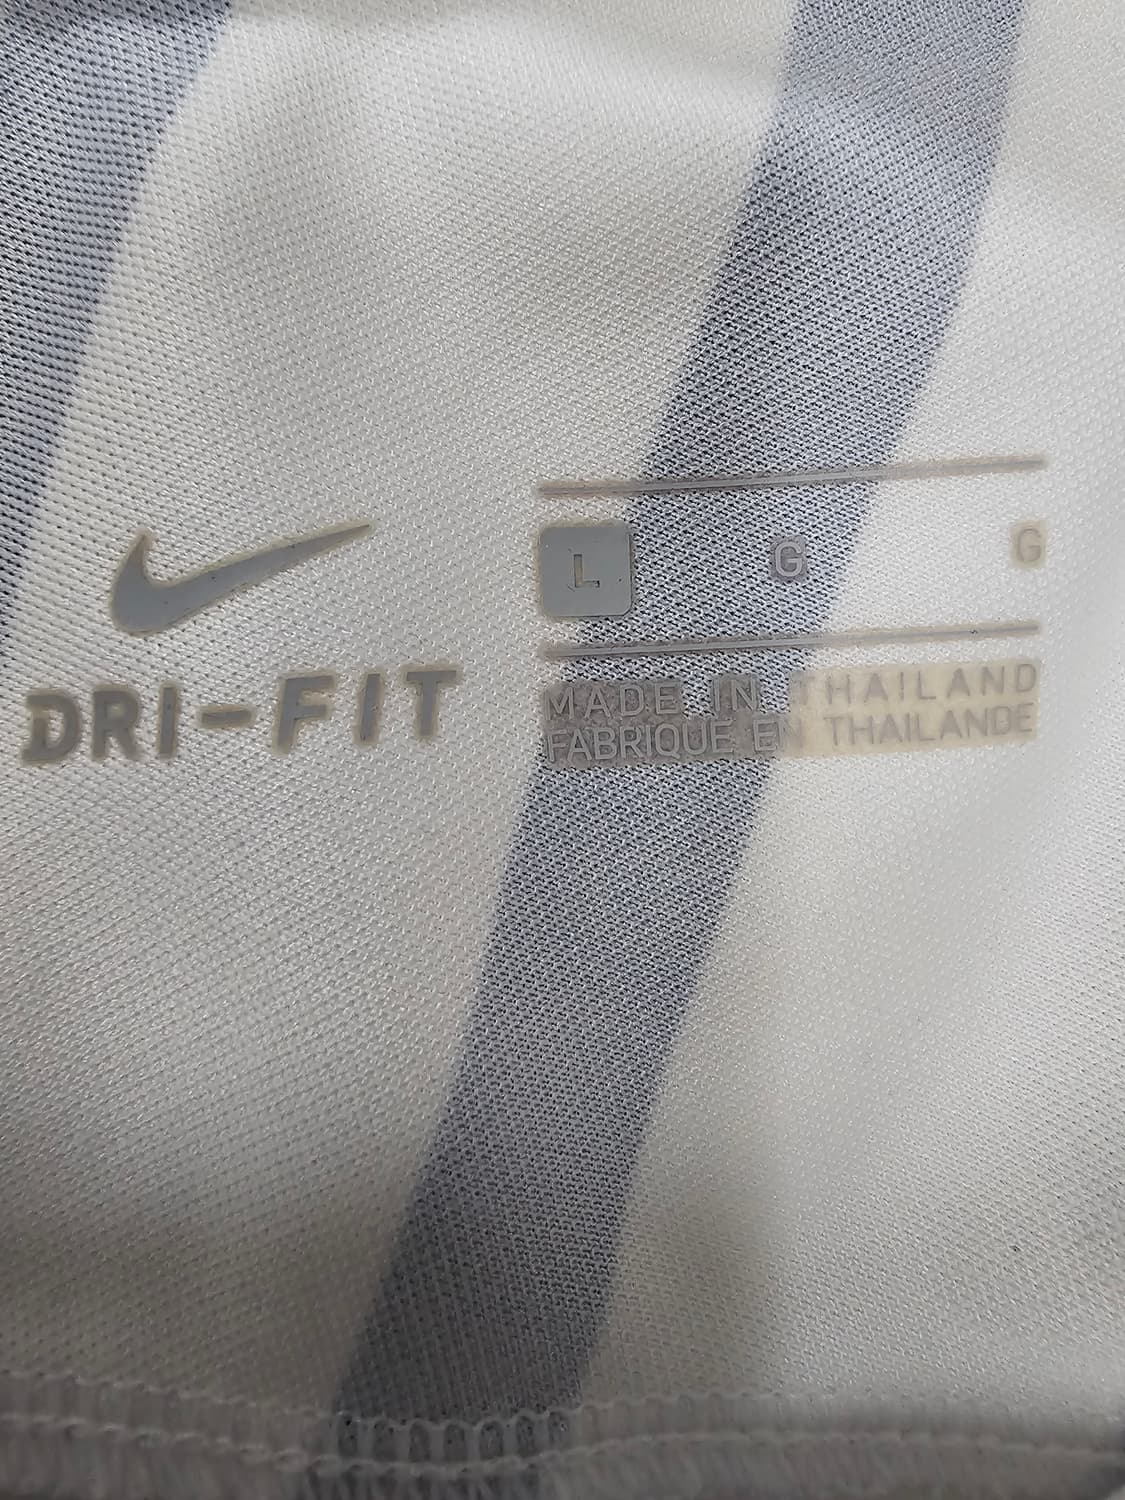 DRI-FIT
L G G
MADE IN THAILAND
FABRIQUE EN THAILANDE